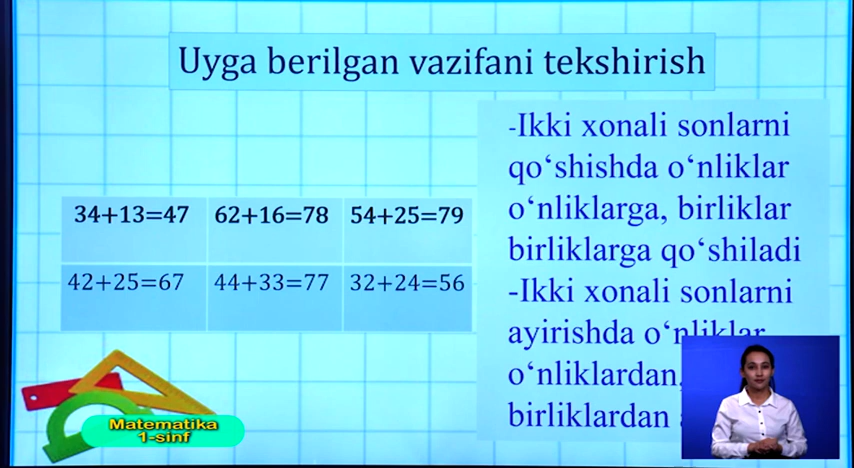 Uyga berilgan vazifani tekshirish
34+13=47 62+16=78 54+25=79
42+25=67 44+33=77 32+24=56
-Ikki xonali sonlarni
qo‘shishda o‘nliklar
o‘nliklarga, birliklar
birliklarga qo‘shiladi
-Ikki xonali sonlarni
ayirishda o‘nliklar
o‘nliklardan,
birliklardan
Matematika
1-sinf